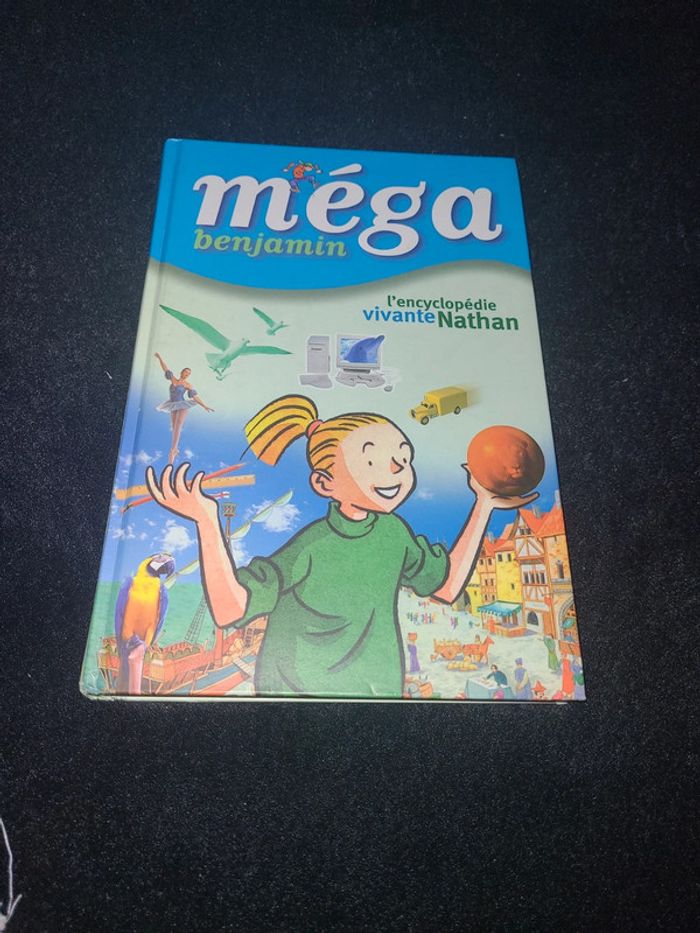 méga
benjamin
l'encyclopédie
vivante Nathan